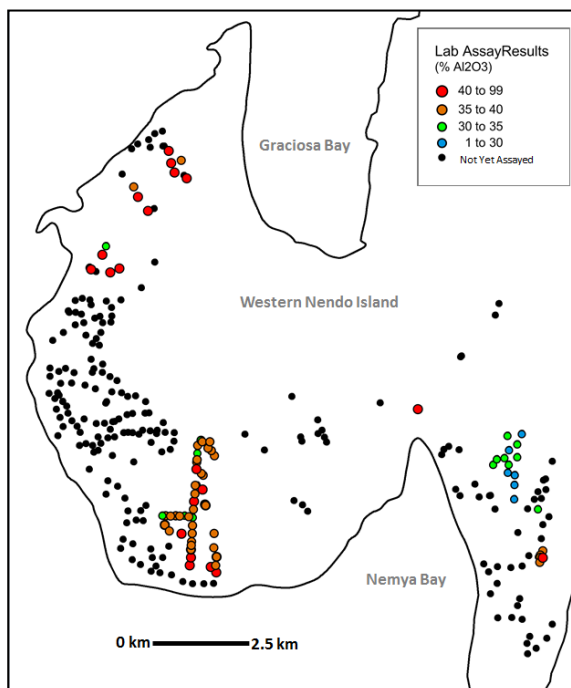 Lab AssayResults
(% Al2O3)
40 to 99
35 to 40
30 to 35
1 to 30
Not Yet Assayed
Graciosa Bay
Western Nendo Island
Nemya Bay
0 km 2.5 km